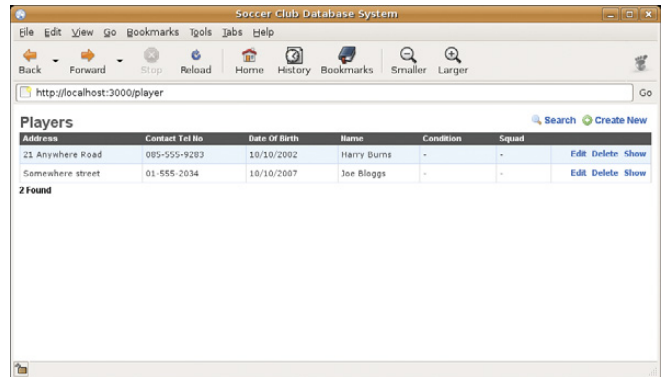 Soccer Club Database System
File Edit View Go Bookmarks Tools Tabs Help
Back Forward Stop Reload Home History Bookmarks Smaller Larger
http://localhost:3000/player Go
Players Search Create New
Address Contact Tel No Date Of Birth Name Condition Squad
21 Anywhere Road 085-555-9283 10/10/2002 Harry Burns - - Edit Delete Show
Somewhere street 01-555-2034 10/10/2007 Joe Bloggs - - Edit Delete Show
2 Found